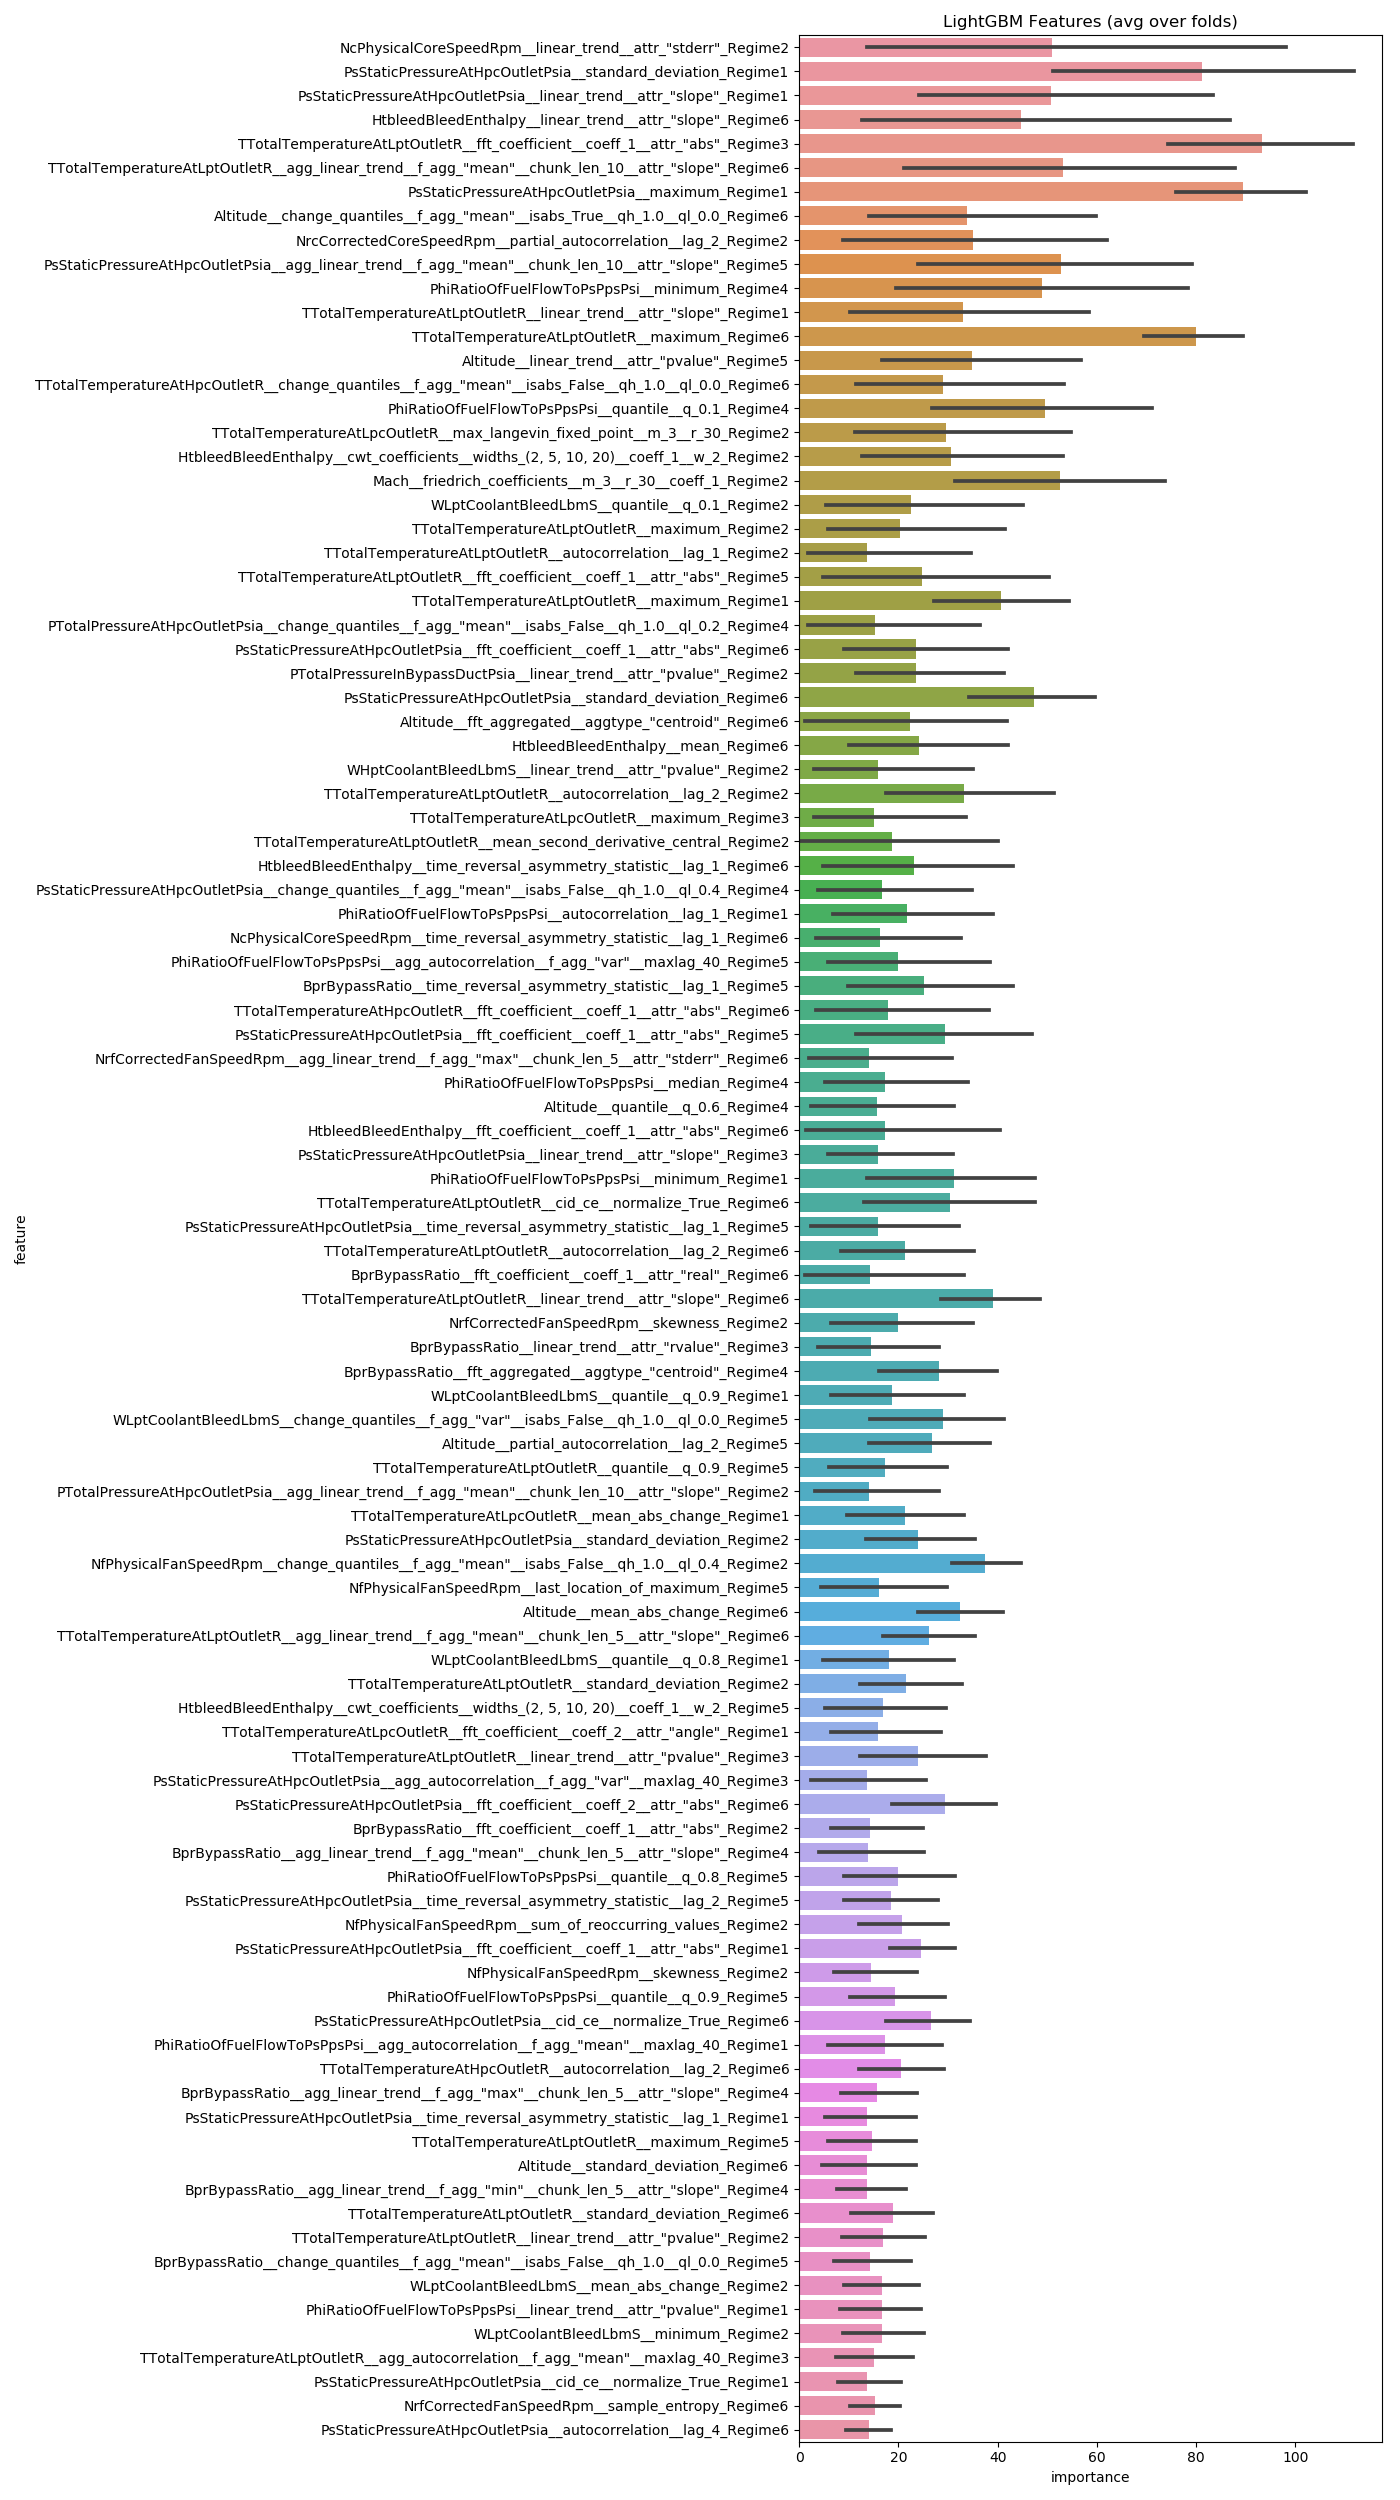 LightGBM Features (avg over folds)
NcPhysicalCoreSpeedRpm__linear_trend__attr_"stderr"_Regime2
PsStaticPressureAtHpcOutletPsia__standard_deviation_Regime1
PsStaticPressureAtHpcOutletPsia__linear_trend__attr_"slope"_Regime1
HtbleedBleedEnthalpy__linear_trend__attr_"slope"_Regime6
TTotalTemperatureAtLptOutletR__fft_coefficient__coeff_1__attr_"abs"_Regime3
TTotalTemperatureAtLptOutletR__agg_linear_trend__f_agg_"mean"__chunk_len_10__attr_"slope"_Regime6
PsStaticPressureAtHpcOutletPsia__maximum_Regime1
Altitude__change_quantiles__f_agg_"mean"__isabs_True__qh_1.0__ql_0.0_Regime6
NrcCorrectedCoreSpeedRpm__partial_autocorrelation__lag_2_Regime2
PsStaticPressureAtHpcOutletPsia__agg_linear_trend__f_agg_"mean"__chunk_len_10__attr_"slope"_Regime5
PhiRatioOfFuelFlowToPsPpsPsi__minimum_Regime4
TTotalTemperatureAtLptOutletR__linear_trend__attr_"slope"_Regime1
TTotalTemperatureAtLptOutletR__maximum_Regime6
Altitude__linear_trend__attr_"pvalue"_Regime5
TTotalTemperatureAtHpcOutletR__change_quantiles__f_agg_"mean"__isabs_False__qh_1.0__ql_0.0_Regime6
PhiRatioOfFuelFlowToPsPpsPsi__quantile__q_0.1_Regime4
TTotalTemperatureAtLpcOutletR__max_langevin_fixed_point__m_3__r_30_Regime2
HtbleedBleedEnthalpy__cwt_coefficients__widths_(2, 5, 10, 20)__coeff_1__w_2_Regime2
Mach__friedrich_coefficients__m_3__r_30__coeff_1_Regime2
WLptCoolantBleedLbmS__quantile__q_0.1_Regime2
TTotalTemperatureAtLptOutletR__maximum_Regime2
TTotalTemperatureAtLptOutletR__autocorrelation__lag_1_Regime2
TTotalTemperatureAtLptOutletR__fft_coefficient__coeff_1__attr_"abs"_Regime5
TTotalTemperatureAtLptOutletR__maximum_Regime1
PTotalPressureAtHpcOutletPsia__change_quantiles__f_agg_"mean"__isabs_False__qh_1.0__ql_0.2_Regime4
PsStaticPressureAtHpcOutletPsia__fft_coefficient__coeff_1__attr_"abs"_Regime6
PTotalPressureInBypassDuctPsia__linear_trend__attr_"pvalue"_Regime2
PsStaticPressureAtHpcOutletPsia__standard_deviation_Regime6
Altitude__fft_aggregated__aggtype_"centroid"_Regime6
HtbleedBleedEnthalpy__mean_Regime6
WHptCoolantBleedLbmS__linear_trend__attr_"pvalue"_Regime2
TTotalTemperatureAtLptOutletR__autocorrelation__lag_2_Regime2
TTotalTemperatureAtLpcOutletR__maximum_Regime3
TTotalTemperatureAtLptOutletR__mean_second_derivative_central_Regime2
HtbleedBleedEnthalpy__time_reversal_asymmetry_statistic__lag_1_Regime6
PsStaticPressureAtHpcOutletPsia__change_quantiles__f_agg_"mean"__isabs_False__qh_1.0__ql_0.4_Regime4
PhiRatioOfFuelFlowToPsPpsPsi__autocorrelation__lag_1_Regime1
NcPhysicalCoreSpeedRpm__time_reversal_asymmetry_statistic__lag_1_Regime6
PhiRatioOfFuelFlowToPsPpsPsi__agg_autocorrelation__f_agg_"var"__maxlag_40_Regime5
BprBypassRatio__time_reversal_asymmetry_statistic__lag_1_Regime5
TTotalTemperatureAtHpcOutletR__fft_coefficient__coeff_1__attr_"abs"_Regime6
PsStaticPressureAtHpcOutletPsia__fft_coefficient__coeff_1__attr_"abs"_Regime5
NrfCorrectedFanSpeedRpm__agg_linear_trend__f_agg_"max"__chunk_len_5__attr_"stderr"_Regime6
PhiRatioOfFuelFlowToPsPpsPsi__median_Regime4
Altitude__quantile__q_0.6_Regime4
HtbleedBleedEnthalpy__fft_coefficient__coeff_1__attr_"abs"_Regime6
PsStaticPressureAtHpcOutletPsia__linear_trend__attr_"slope"_Regime3
PhiRatioOfFuelFlowToPsPpsPsi__minimum_Regime1
TTotalTemperatureAtLptOutletR__cid_ce__normalize_True_Regime6
PsStaticPressureAtHpcOutletPsia__time_reversal_asymmetry_statistic__lag_1_Regime5
TTotalTemperatureAtLptOutletR__autocorrelation__lag_2_Regime6
BprBypassRatio__fft_coefficient__coeff_1__attr_"real"_Regime6
TTotalTemperatureAtLptOutletR__linear_trend__attr_"slope"_Regime6
NrfCorrectedFanSpeedRpm__skewness_Regime2
BprBypassRatio__linear_trend__attr_"rvalue"_Regime3
BprBypassRatio__fft_aggregated__aggtype_"centroid"_Regime4
WLptCoolantBleedLbmS__quantile__q_0.9_Regime1
WLptCoolantBleedLbmS__change_quantiles__f_agg_"var"__isabs_False__qh_1.0__ql_0.0_Regime5
Altitude__partial_autocorrelation__lag_2_Regime5
TTotalTemperatureAtLptOutletR__quantile__q_0.9_Regime5
PTotalPressureAtHpcOutletPsia__agg_linear_trend__f_agg_"mean"__chunk_len_10__attr_"slope"_Regime2
TTotalTemperatureAtLpcOutletR__mean_abs_change_Regime1
PsStaticPressureAtHpcOutletPsia__standard_deviation_Regime2
NfPhysicalFanSpeedRpm__change_quantiles__f_agg_"mean"__isabs_False__qh_1.0__ql_0.4_Regime2
NfPhysicalFanSpeedRpm__last_location_of_maximum_Regime5
Altitude__mean_abs_change_Regime6
TTotalTemperatureAtLptOutletR__agg_linear_trend__f_agg_"mean"__chunk_len_5__attr_"slope"_Regime6
WLptCoolantBleedLbmS__quantile__q_0.8_Regime1
TTotalTemperatureAtLptOutletR__standard_deviation_Regime2
HtbleedBleedEnthalpy__cwt_coefficients__widths_(2, 5, 10, 20)__coeff_1__w_2_Regime5
TTotalTemperatureAtLpcOutletR__fft_coefficient__coeff_2__attr_"angle"_Regime1
TTotalTemperatureAtLptOutletR__linear_trend__attr_"pvalue"_Regime3
PsStaticPressureAtHpcOutletPsia__agg_autocorrelation__f_agg_"var"__maxlag_40_Regime3
PsStaticPressureAtHpcOutletPsia__fft_coefficient__coeff_2__attr_"abs"_Regime6
BprBypassRatio__fft_coefficient__coeff_1__attr_"abs"_Regime2
BprBypassRatio__agg_linear_trend__f_agg_"mean"__chunk_len_5__attr_"slope"_Regime4
PhiRatioOfFuelFlowToPsPpsPsi__quantile__q_0.8_Regime5
PsStaticPressureAtHpcOutletPsia__time_reversal_asymmetry_statistic__lag_2_Regime5
NfPhysicalFanSpeedRpm__sum_of_reoccurring_values_Regime2
PsStaticPressureAtHpcOutletPsia__fft_coefficient__coeff_1__attr_"abs"_Regime1
NfPhysicalFanSpeedRpm__skewness_Regime2
PhiRatioOfFuelFlowToPsPpsPsi__quantile__q_0.9_Regime5
PsStaticPressureAtHpcOutletPsia__cid_ce__normalize_True_Regime6
PhiRatioOfFuelFlowToPsPpsPsi__agg_autocorrelation__f_agg_"mean"__maxlag_40_Regime1
TTotalTemperatureAtHpcOutletR__autocorrelation__lag_2_Regime6
BprBypassRatio__agg_linear_trend__f_agg_"max"__chunk_len_5__attr_"slope"_Regime4
PsStaticPressureAtHpcOutletPsia__time_reversal_asymmetry_statistic__lag_1_Regime1
TTotalTemperatureAtLptOutletR__maximum_Regime5
Altitude__standard_deviation_Regime6
BprBypassRatio__agg_linear_trend__f_agg_"min"__chunk_len_5__attr_"slope"_Regime4
TTotalTemperatureAtLptOutletR__standard_deviation_Regime6
TTotalTemperatureAtLptOutletR__linear_trend__attr_"pvalue"_Regime2
BprBypassRatio__change_quantiles__f_agg_"mean"__isabs_False__qh_1.0__ql_0.0_Regime5
WLptCoolantBleedLbmS__mean_abs_change_Regime2
PhiRatioOfFuelFlowToPsPpsPsi__linear_trend__attr_"pvalue"_Regime1
WLptCoolantBleedLbmS__minimum_Regime2
TTotalTemperatureAtLptOutletR__agg_autocorrelation__f_agg_"mean"__maxlag_40_Regime3
PsStaticPressureAtHpcOutletPsia__cid_ce__normalize_True_Regime1
NrfCorrectedFanSpeedRpm__sample_entropy_Regime6
PsStaticPressureAtHpcOutletPsia__autocorrelation__lag_4_Regime6
feature
0 20 40 60 80 100
importance